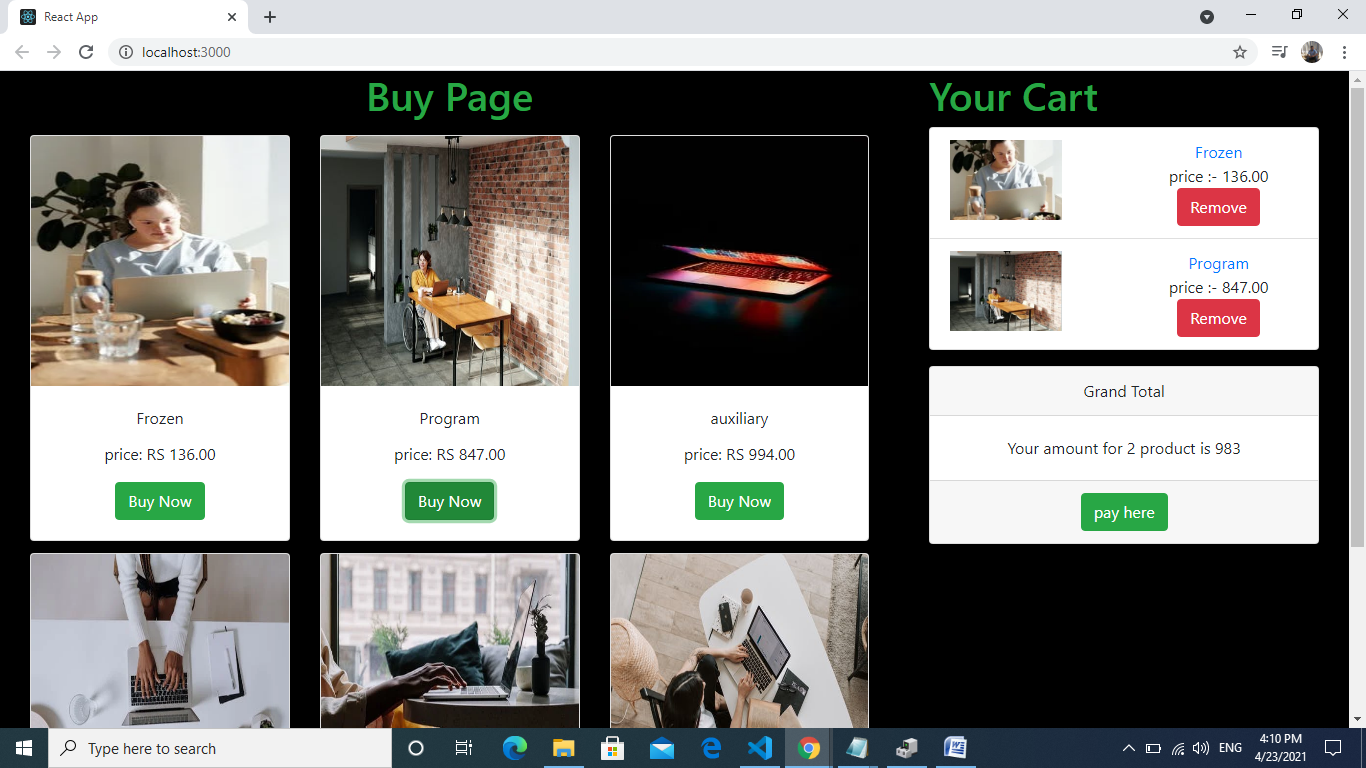 React App
localhost:3000
Buy Page
Your Cart
Frozen
price: RS 136.00
Buy Now
Program
price: RS 847.00
Buy Now
auxiliary
price: RS 994.00
Buy Now
Frozen
price :- 136.00
Remove
Program
price :- 847.00
Remove
Grand Total
Your amount for 2 product is 983
pay here
Type here to search
ENG
4:10 PM
4/23/2021